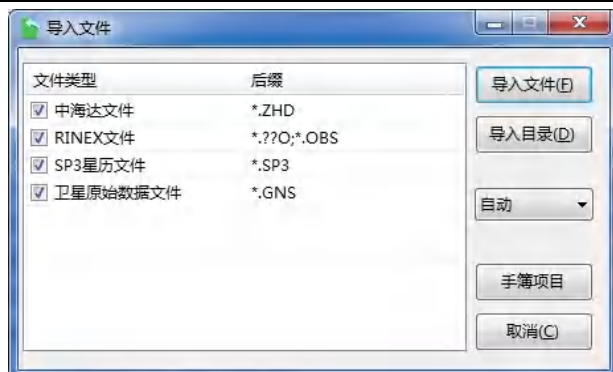 导入文件
文件类型 后缀
中海达文件 *.ZHD
RINEX文件 *.??O;*.OBS
SP3星历文件 *.SP3
卫星原始数据文件 *.GNS
导入文件(F)
导入目录(D)
自动
手簿项目
取消(C)